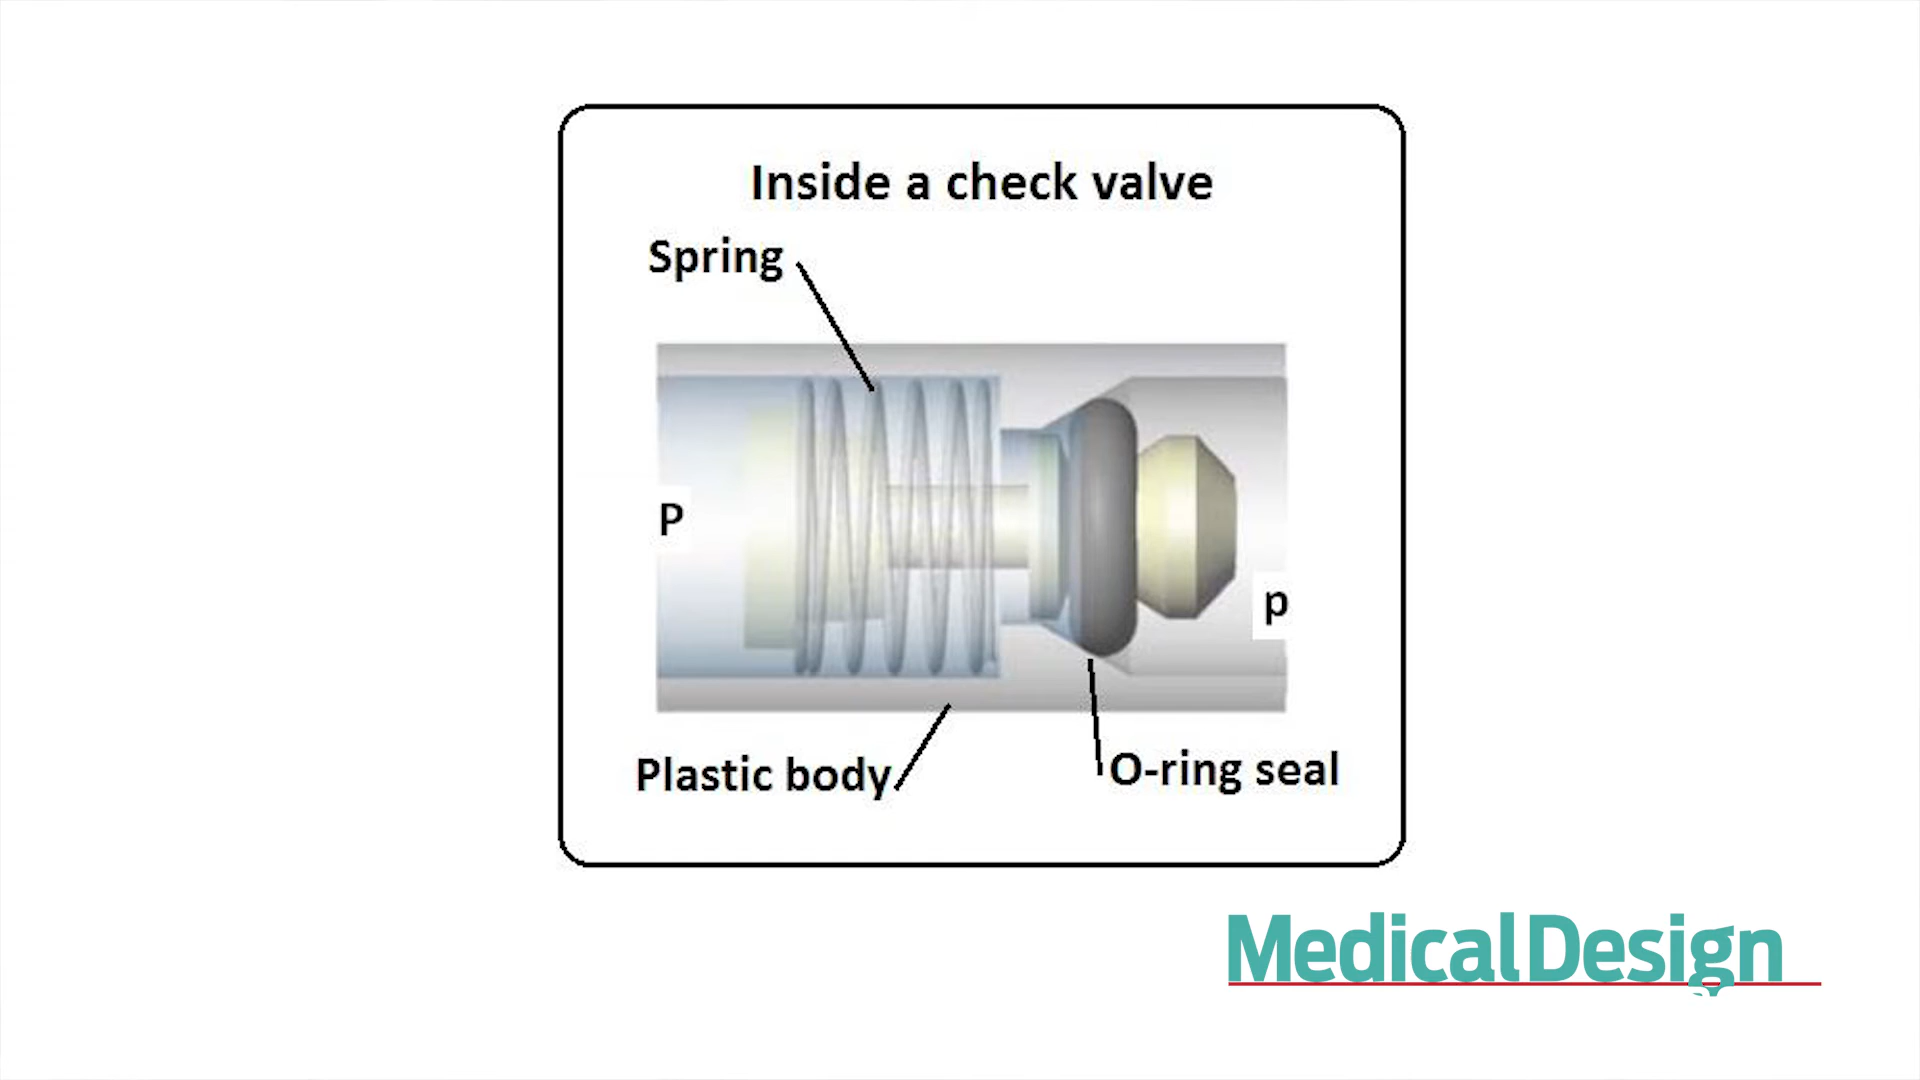 Inside a check valve
Spring
P
p
Plastic body
O-ring seal
MedicalDesign